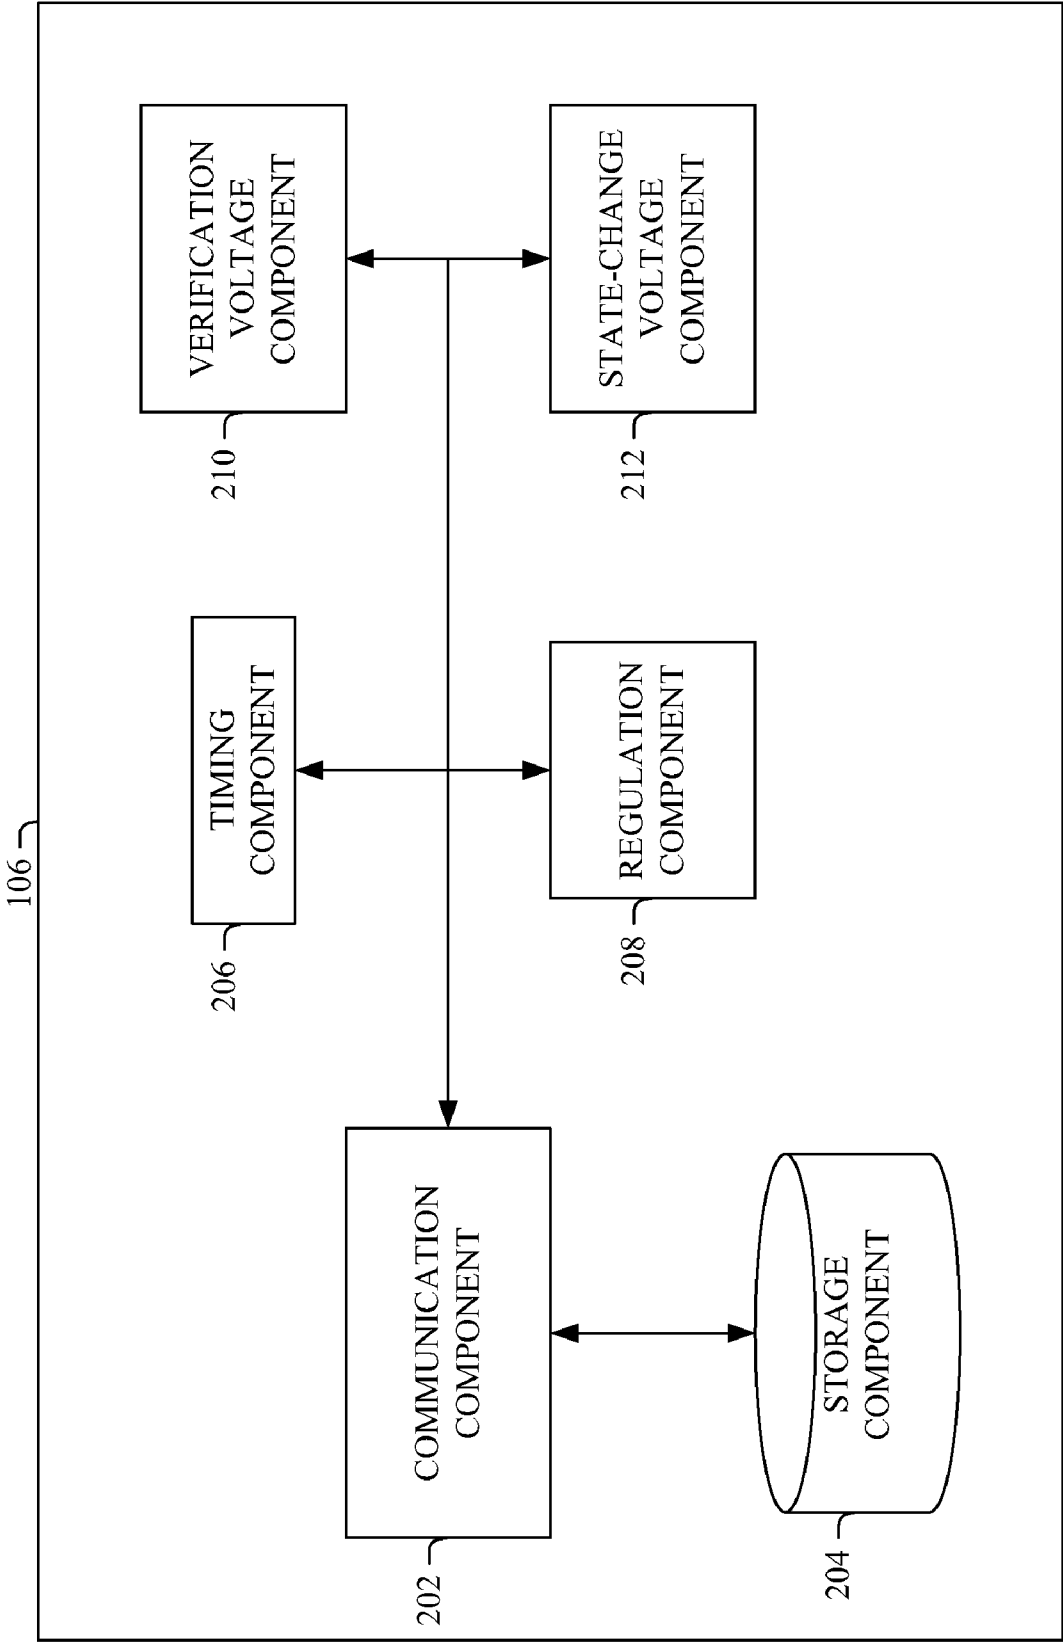 106
206
TIMING
COMPONENT
210
VERIFICATION
VOLTAGE
COMPONENT
202
COMMUNICATION
COMPONENT
208
REGULATION
COMPONENT
212
STATE-CHANGE
VOLTAGE
COMPONENT
204
STORAGE
COMPONENT